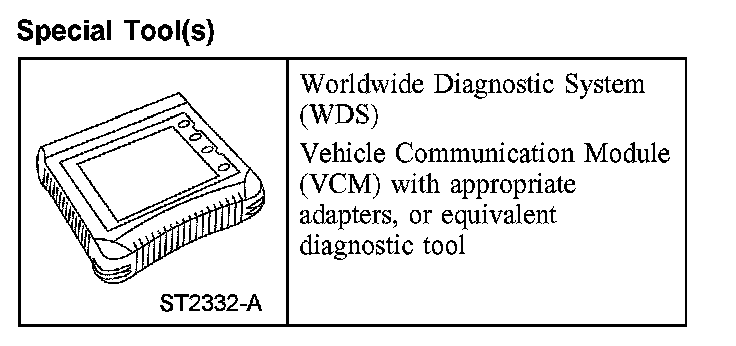 Special Tool(s)
Worldwide Diagnostic System
(WDS)
Vehicle Communication Module
(VCM) with appropriate
adapters, or equivalent
diagnostic tool
ST2332-A